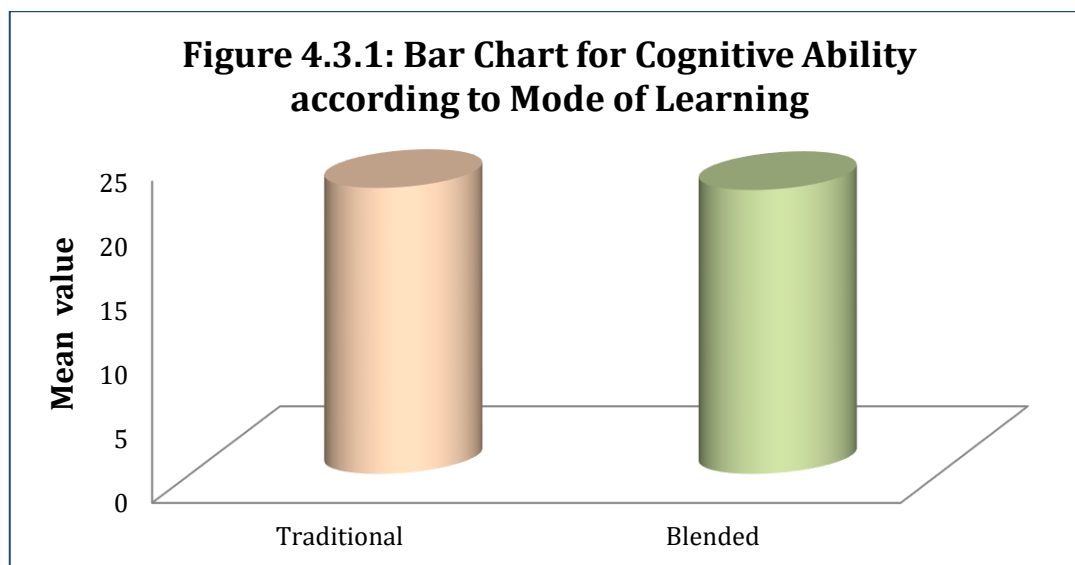 Figure 4.3.1: Bar Chart for Cognitive Ability
according to Mode of Learning
25
20
15
10
5
0
Mean value
Traditional
Blended